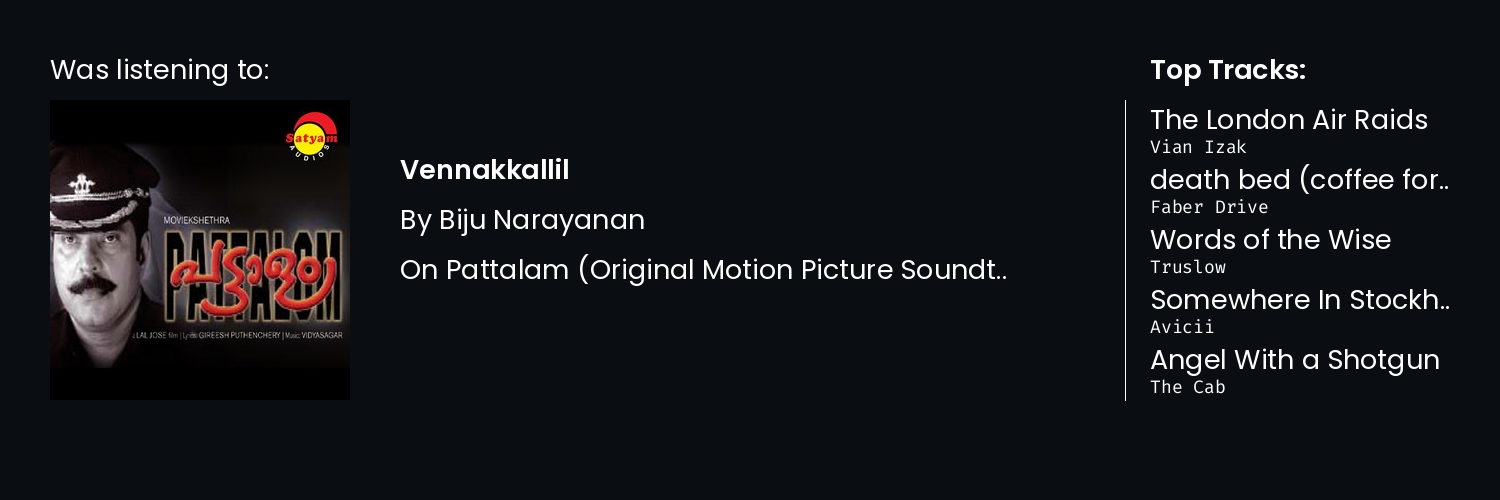 Was listening to:
Satyam
AUDIOS
MOVIEKSHETHRA
PATTALOM
പട്ടാളം
LAL JOSE film | Lyrics: GIREESH PUTHENCHERY | Music: VIDYASAGAR
Vennakkallil
By Biju Narayanan
On Pattalam (Original Motion Picture Soundt..
Top Tracks:
The London Air Raids
Vian Izak
death bed (coffee for..
Faber Drive
Words of the Wise
Truslow
Somewhere In Stockh..
Avicii
Angel With a Shotgun
The Cab